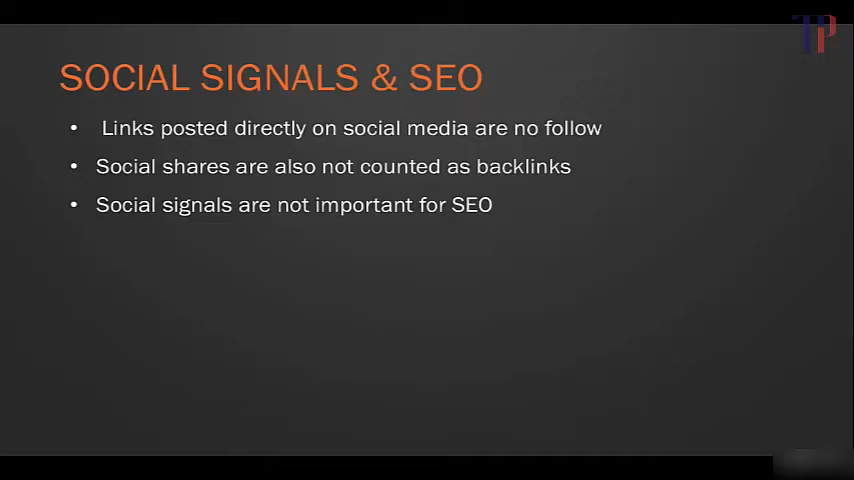 TP
SOCIAL SIGNALS & SEO
• Links posted directly on social media are no follow
• Social shares are also not counted as backlinks
• Social signals are not important for SEO